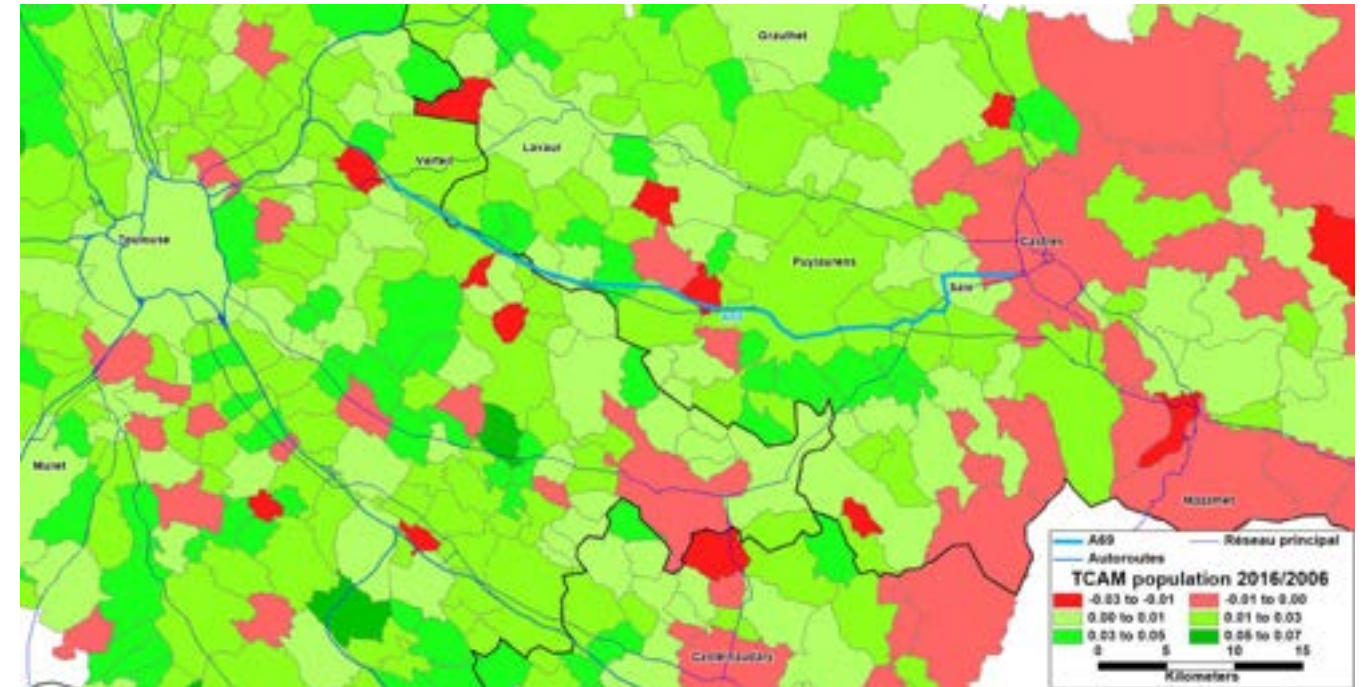 Graulhet
Lavaur
Verfeil
Castres
Toulouse
Puylaurens
Saix
A69
Muret
Mazamet
Castelnaudary
A69
Réseau principal
Autoroutes
TCAM population 2016/2006
-0.03 to -0.01
-0.01 to 0.00
0.00 to 0.01
0.01 to 0.03
0.03 to 0.05
0.05 to 0.07
0 5 10 15
Kilometers